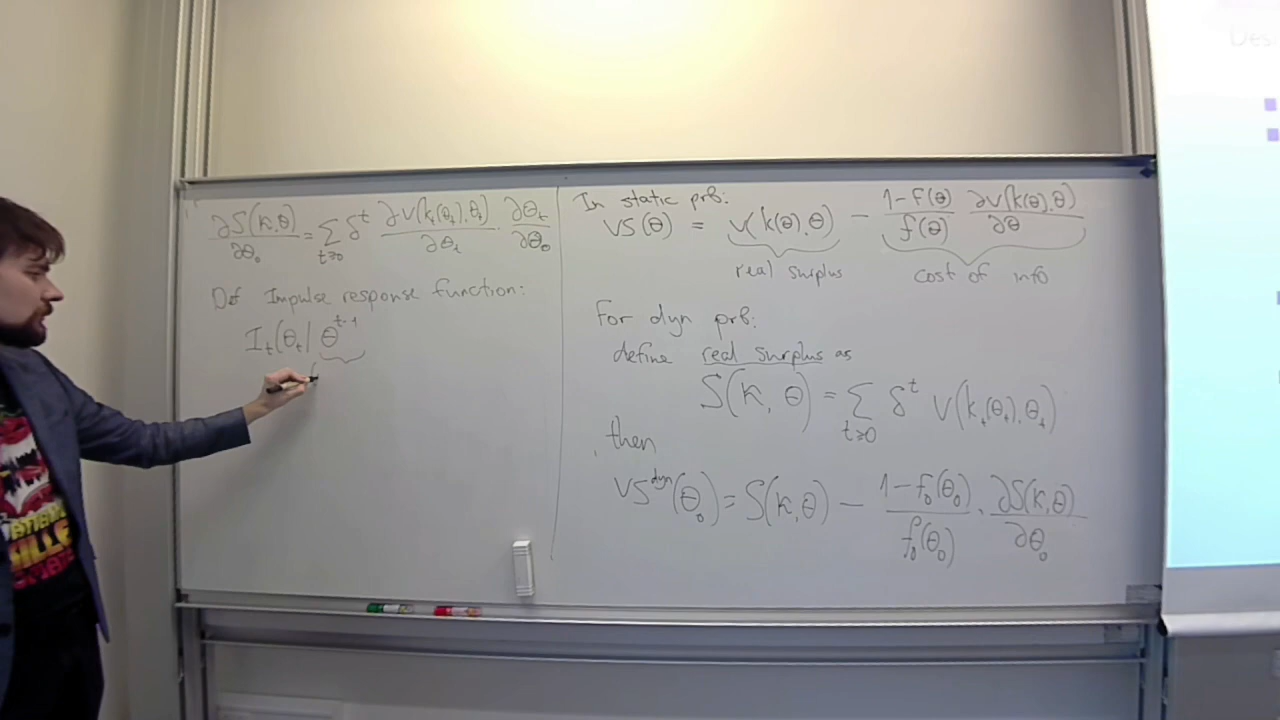 ∂S(k,θ)/∂θ₀ = Σ_{t≥0} δ^t ∂v(k_t(θ_t),θ_t)/∂θ_t · ∂θ_t/∂θ₀
Def Impulse response function:
I_t(θ_t | θ^{t-1}
In static prb:
VS(θ) = v(k(θ),θ) − (1−F(θ))/f(θ) ∂v(k(θ),θ)/∂θ
real surplus cost of info
For dyn prb:
define real surplus as
S(k,θ) = Σ_{t≥0} δ^t v(k_t(θ_t),θ_t)
then
VS^{dyn}(θ₀) = S(k,θ) − (1−f₀(θ₀))/f₀(θ₀) · ∂S(k,θ)/∂θ₀
Des